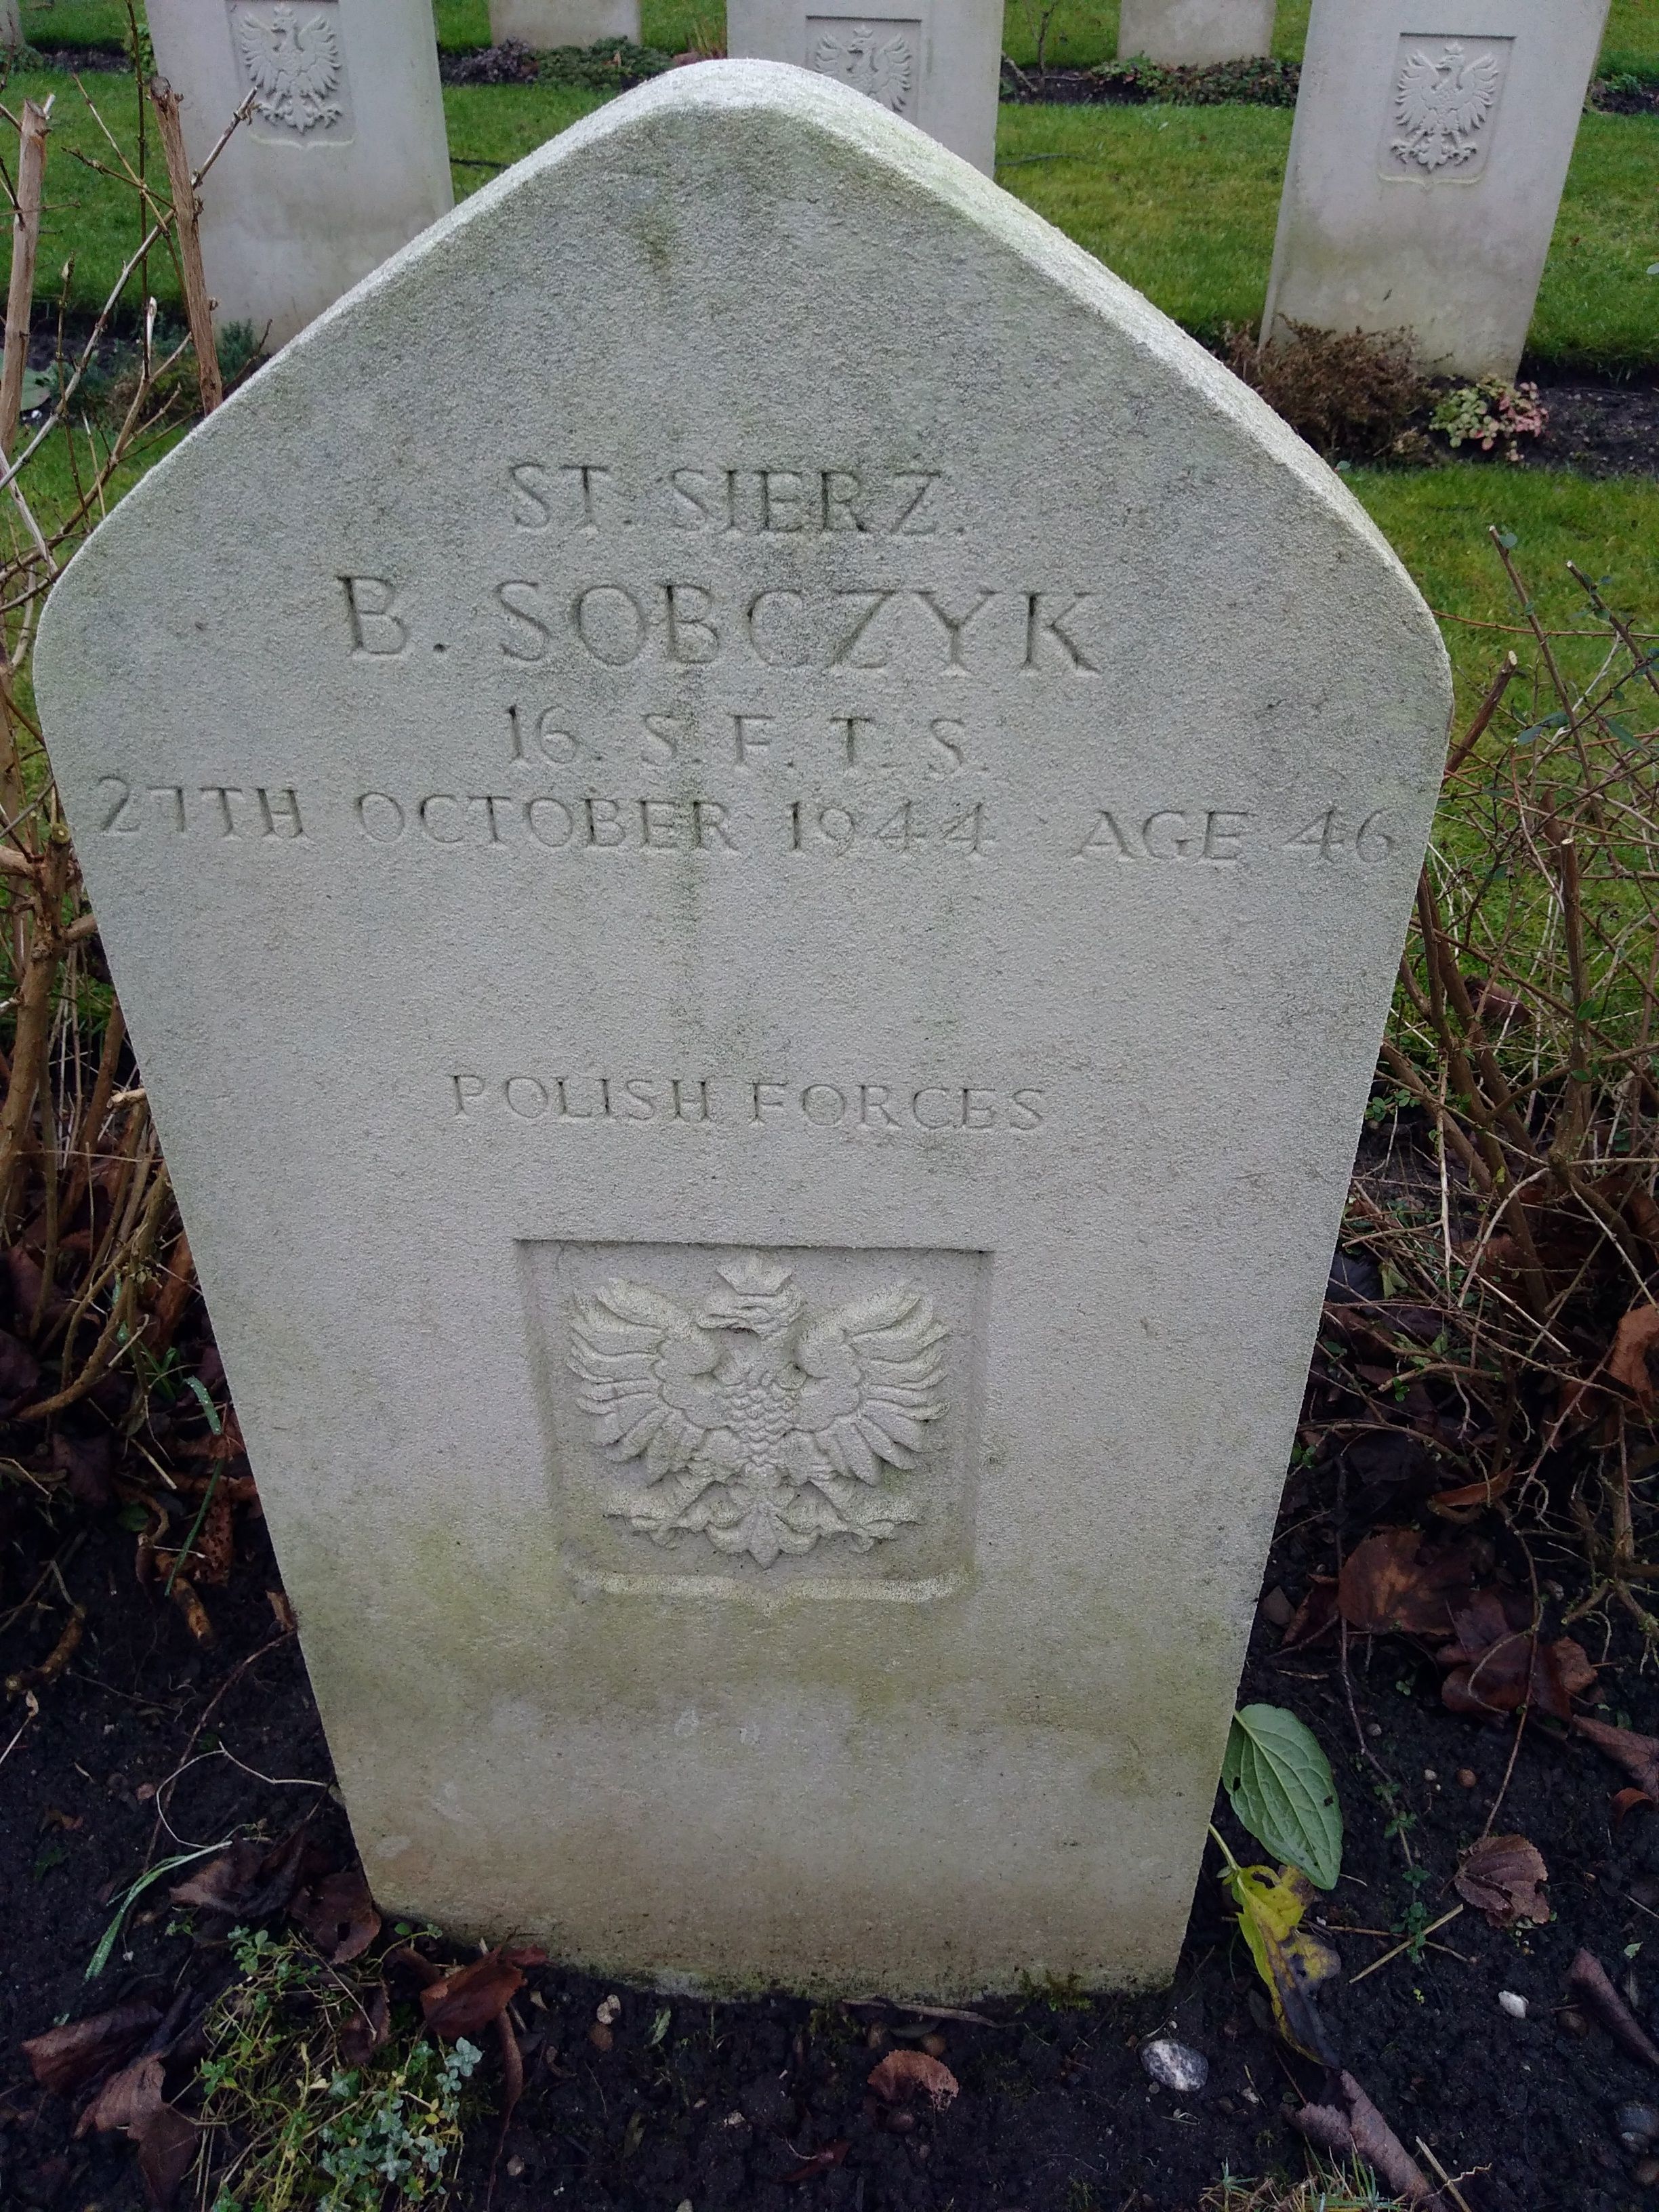 ST. SIERZ.
B. SOBCZYK
16. S. F. T. S.
27TH OCTOBER 1944 AGE 46
POLISH FORCES